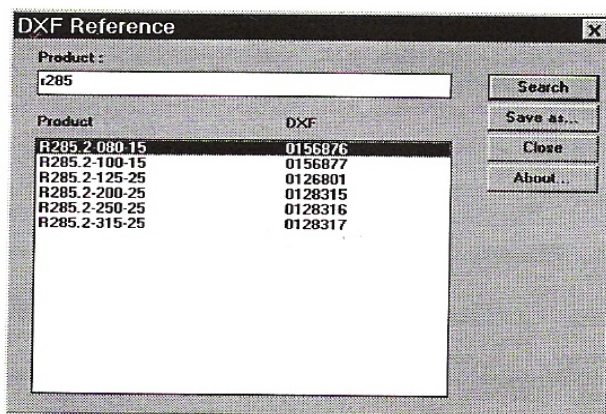 DXF Reference
Product :
r285
Search
Product DXF
Save as...
R285.2-080-15 0156876
Close
R285.2-100-15 0156877
R285.2-125-25 0126801
About...
R285.2-200-25 0128315
R285.2-250-25 0128316
R285.2-315-25 0128317